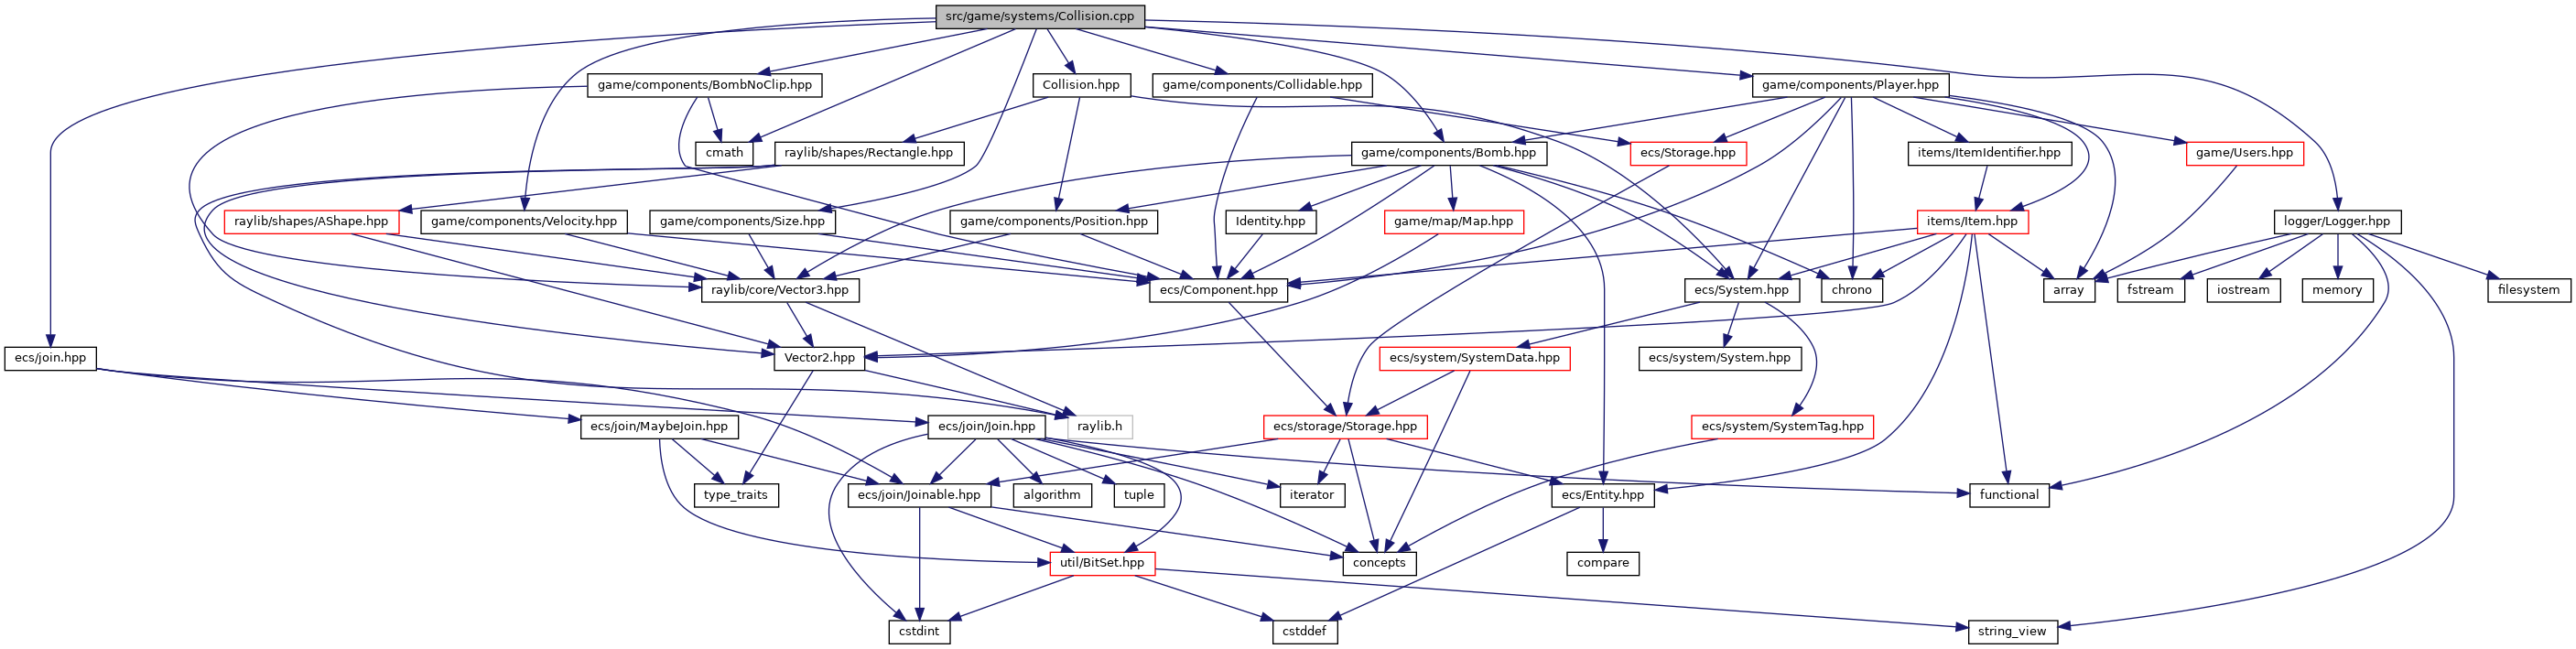 src/game/systems/Collision.cpp
game/components/BombNoClip.hpp
Collision.hpp
game/components/Collidable.hpp
game/components/Player.hpp
cmath
raylib/shapes/Rectangle.hpp
game/components/Bomb.hpp
ecs/Storage.hpp
items/ItemIdentifier.hpp
game/Users.hpp
raylib/shapes/AShape.hpp
game/components/Velocity.hpp
game/components/Size.hpp
game/components/Position.hpp
Identity.hpp
game/map/Map.hpp
items/Item.hpp
logger/Logger.hpp
raylib/core/Vector3.hpp
ecs/Component.hpp
ecs/System.hpp
chrono
array
fstream
iostream
memory
filesystem
ecs/join.hpp
Vector2.hpp
ecs/system/SystemData.hpp
ecs/system/System.hpp
ecs/join/MaybeJoin.hpp
ecs/join/Join.hpp
raylib.h
ecs/storage/Storage.hpp
ecs/system/SystemTag.hpp
type_traits
ecs/join/Joinable.hpp
algorithm
tuple
iterator
ecs/Entity.hpp
functional
util/BitSet.hpp
concepts
compare
cstdint
cstddef
string_view